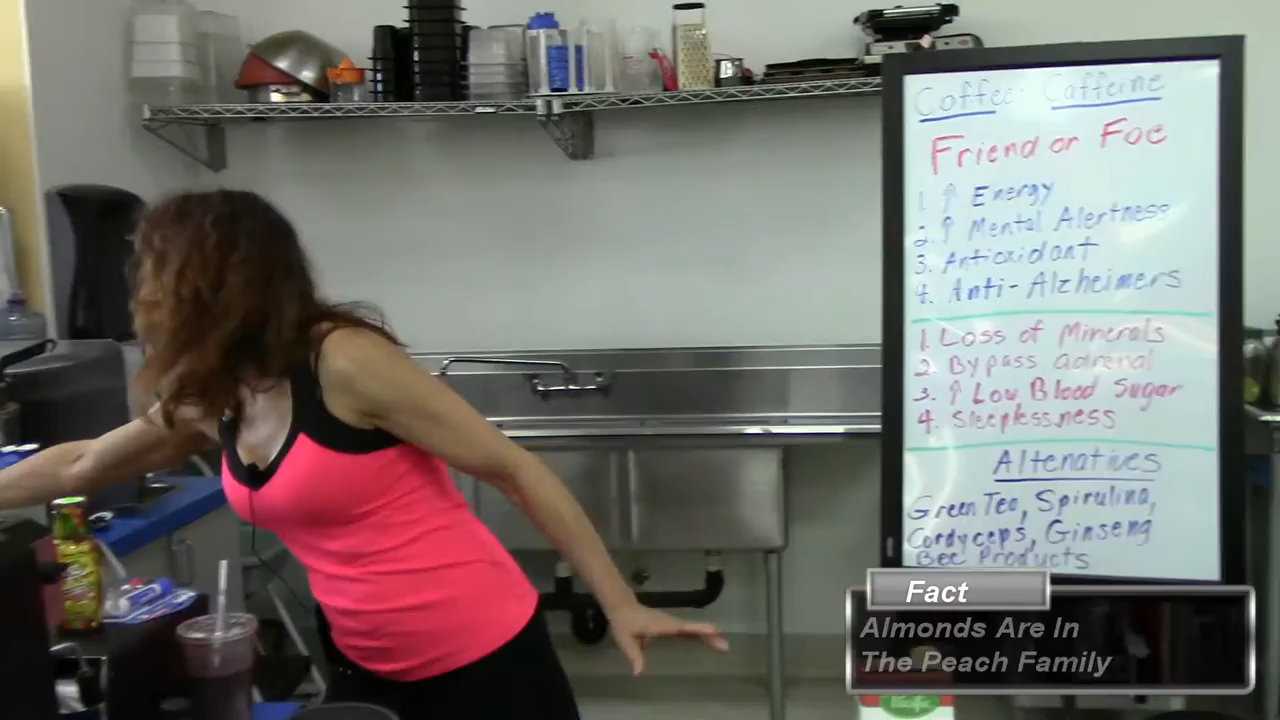 Coffee Caffeine
Friend or Foe
1. ↑ Energy
2. ↑ Mental Alertness
3. Antioxidant
4. Anti-Alzheimers
1. Loss of Minerals
2. Bypass adrenal
3. ↑ Low Blood Sugar
4. Sleeplessness
Altenatives
Green Tea, Spirulina,
Cordyceps, Ginseng
Bee Products
Fact
Almonds Are In
The Peach Family
Pacific